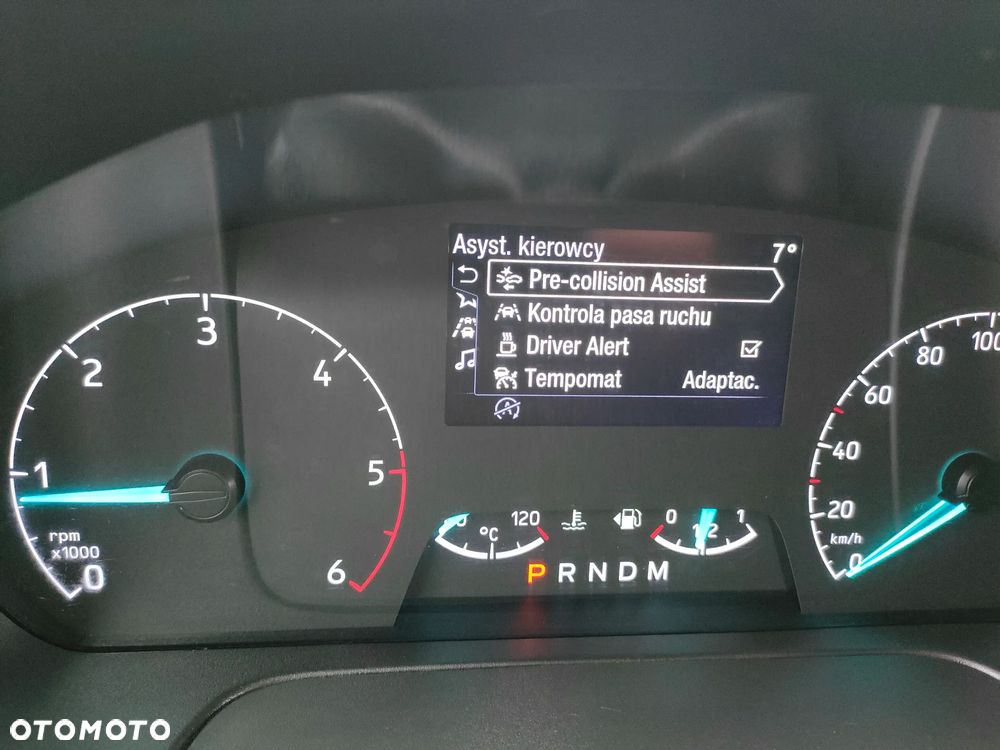 Asyst. kierowcy 7°
Pre-collision Assist
Kontrola pasa ruchu
Driver Alert
Tempomat Adaptac.
1 2 3 4 5 6
rpm
x1000
0
°C 120
0 1
P R N D M
0 20 40 60 80 100
km/h
OTOMOTO